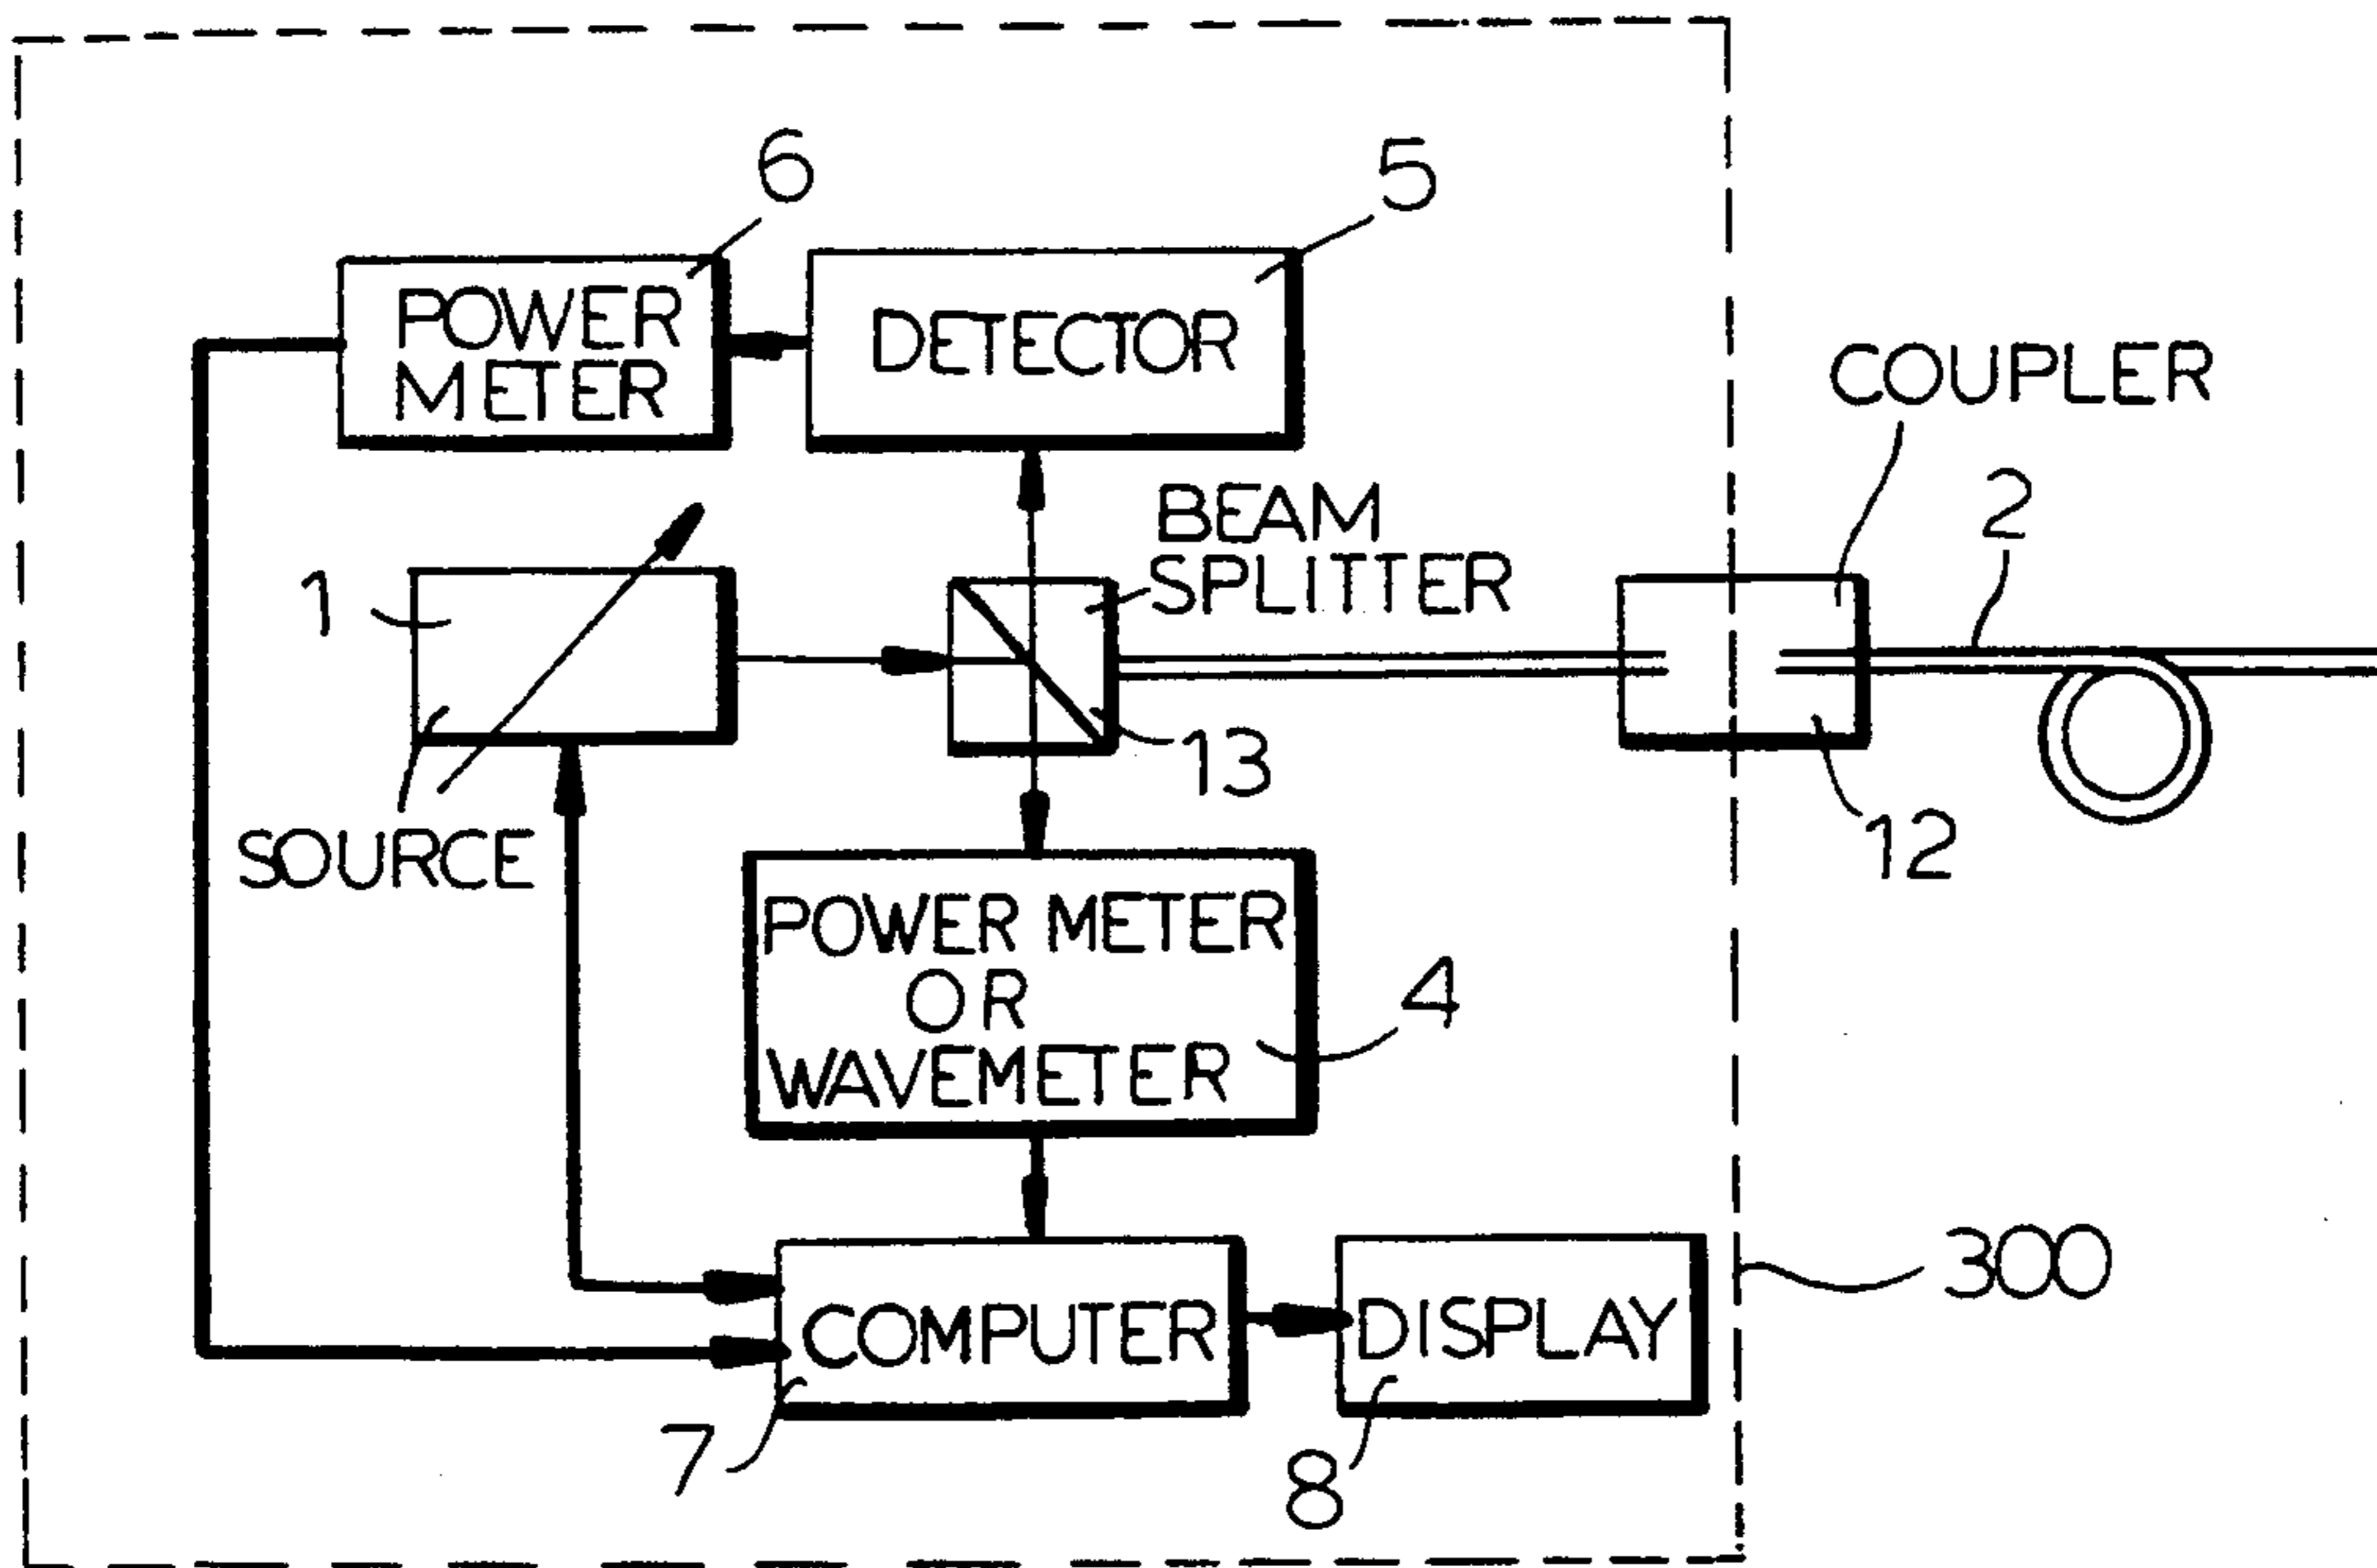 6
5
POWER
METER
DETECTOR
COUPLER
BEAM
SPLITTER
2
1
13
12
SOURCE
POWER METER
OR
WAVEMETER
4
300
COMPUTER
DISPLAY
7
8